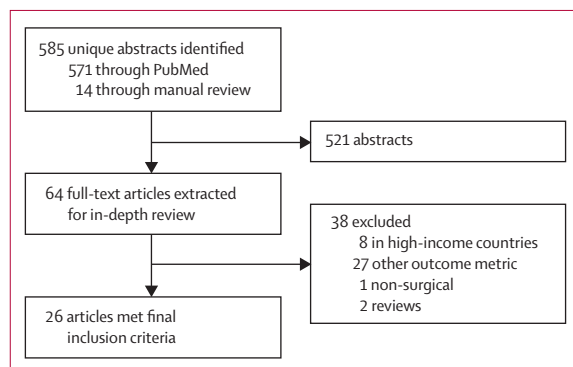 585 unique abstracts identified
571 through PubMed
14 through manual review
521 abstracts
64 full-text articles extracted
for in-depth review
38 excluded
8 in high-income countries
27 other outcome metric
1 non-surgical
2 reviews
26 articles met final
inclusion criteria